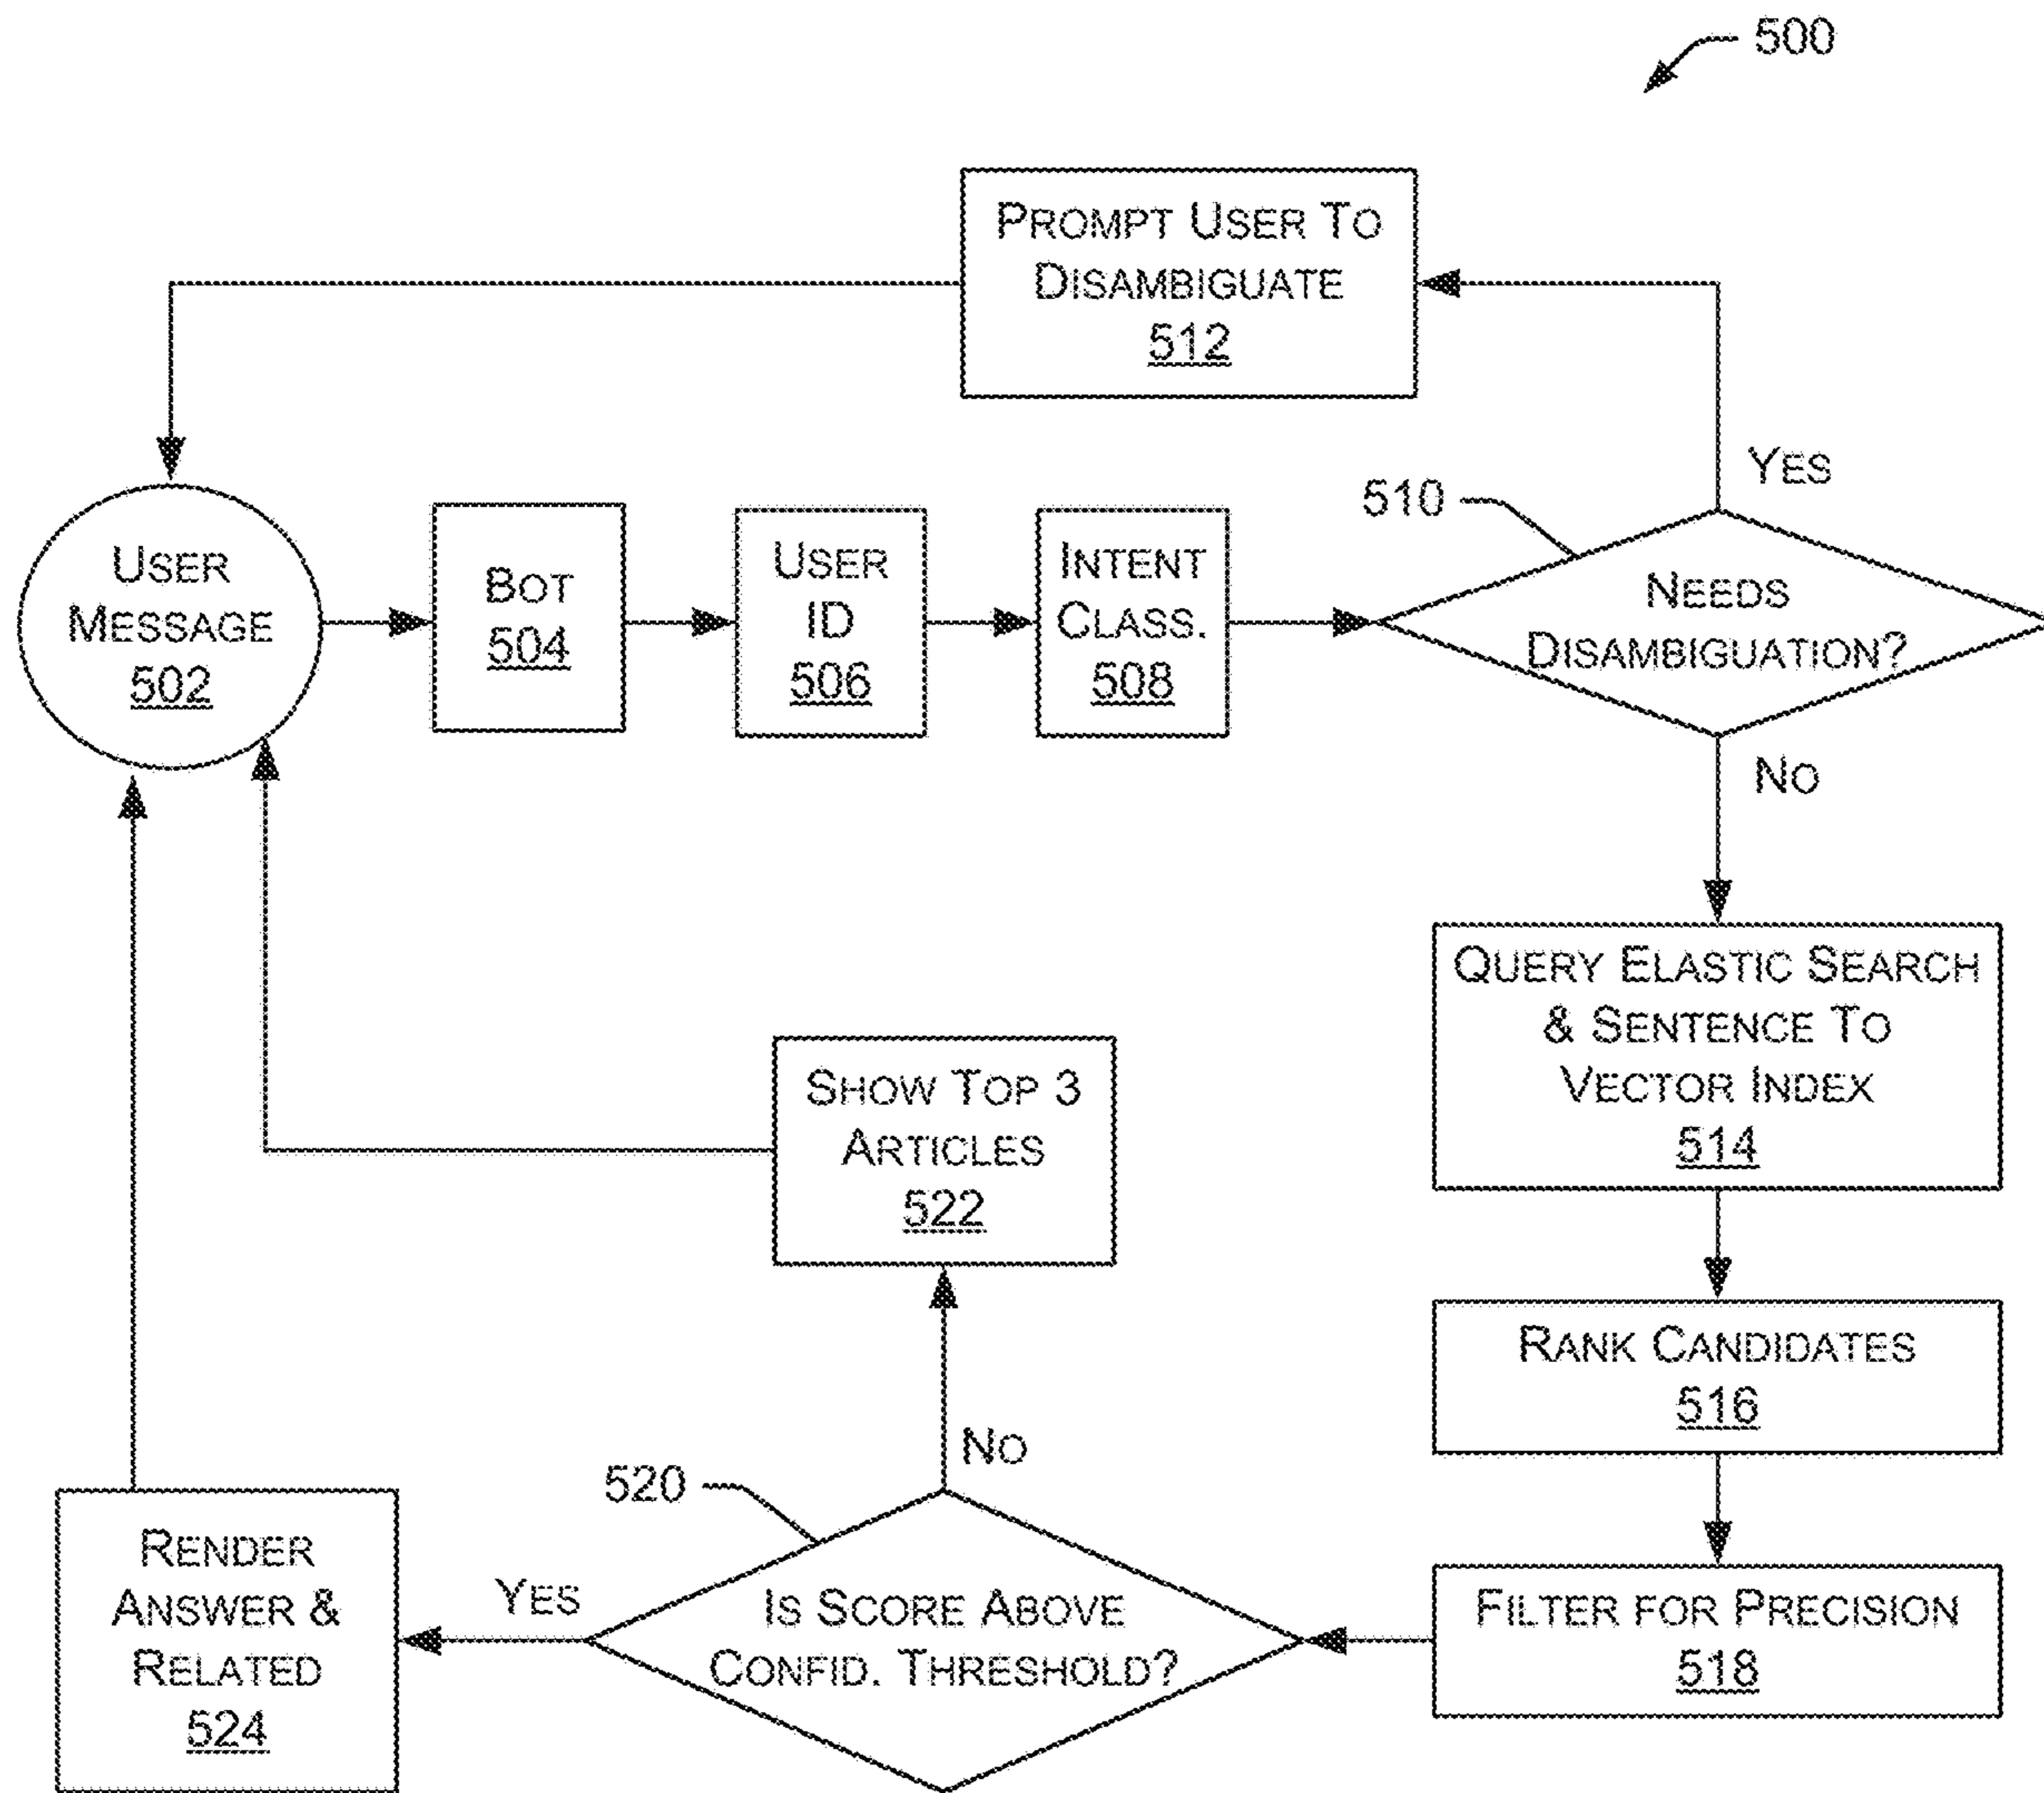 500
PROMPT USER TO
DISAMBIGUATE
512
YES
510
USER
MESSAGE
502
BOT
504
USER
ID
506
INTENT
CLASS.
508
NEEDS
DISAMBIGUATION?
NO
QUERY ELASTIC SEARCH
& SENTENCE TO
VECTOR INDEX
514
SHOW TOP 3
ARTICLES
522
RANK CANDIDATES
516
NO
520
RENDER
ANSWER &
RELATED
524
YES
IS SCORE ABOVE
CONFID. THRESHOLD?
FILTER FOR PRECISION
518